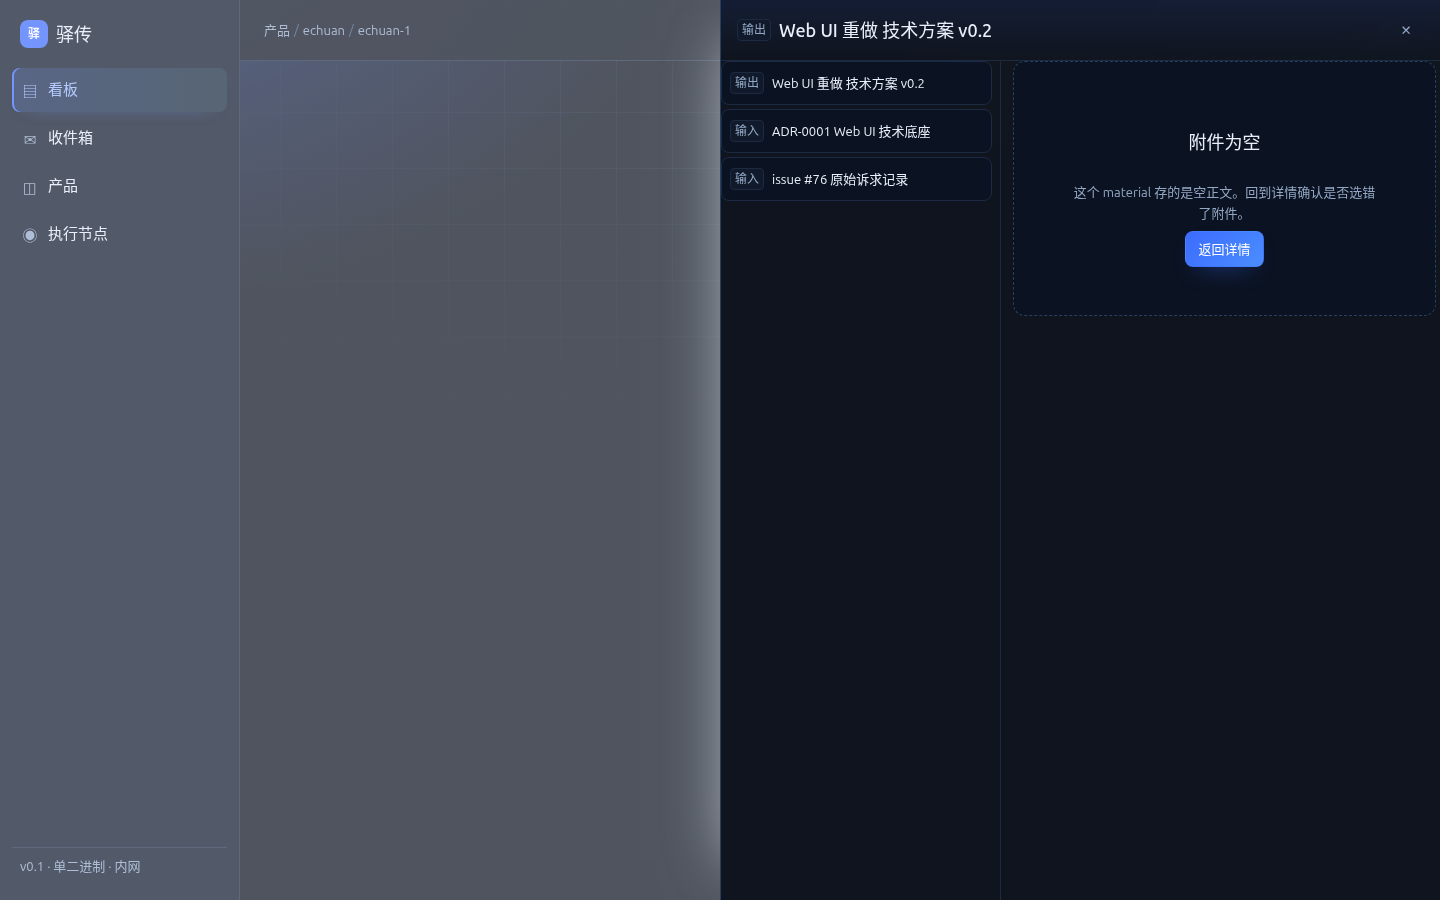 驿 驿传
看板
收件箱
产品
执行节点
v0.1 · 单二进制 · 内网
产品 / echuan / echuan-1
输出 Web UI 重做 技术方案 v0.2 ×
输出 Web UI 重做 技术方案 v0.2
输入 ADR-0001 Web UI 技术底座
输入 issue #76 原始诉求记录
附件为空
这个 material 存的是空正文。回到详情确认是否选错
了附件。
返回详情